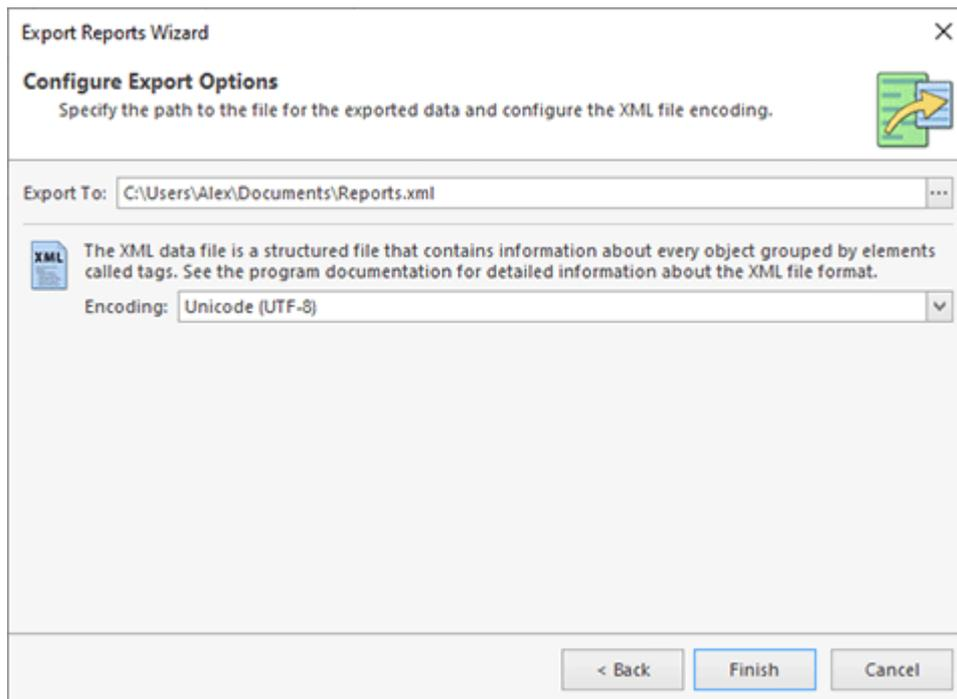 Export Reports Wizard
Configure Export Options
Specify the path to the file for the exported data and configure the XML file encoding.
Export To: C:\Users\Alex\Documents\Reports.xml ...
XML
The XML data file is a structured file that contains information about every object grouped by elements
called tags. See the program documentation for detailed information about the XML file format.
Encoding: Unicode (UTF-8)
< Back Finish Cancel